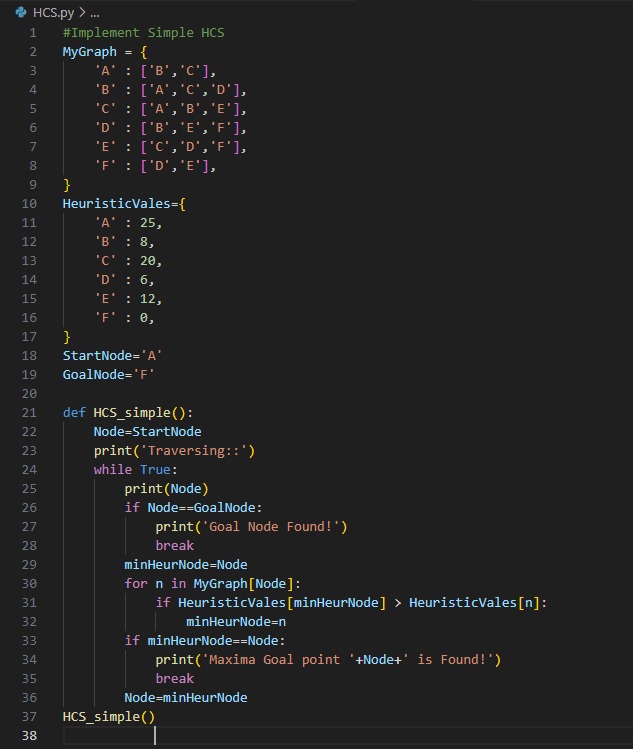 HCS.py > ...
1 #Implement Simple HCS
2 MyGraph = {
3     'A' : ['B','C'],
4     'B' : ['A','C','D'],
5     'C' : ['A','B','E'],
6     'D' : ['B','E','F'],
7     'E' : ['C','D','F'],
8     'F' : ['D','E'],
9 }
10 HeuristicVales={
11     'A' : 25,
12     'B' : 8,
13     'C' : 20,
14     'D' : 6,
15     'E' : 12,
16     'F' : 0,
17 }
18 StartNode='A'
19 GoalNode='F'
20
21 def HCS_simple():
22     Node=StartNode
23     print('Traversing::')
24     while True:
25         print(Node)
26         if Node==GoalNode:
27             print('Goal Node Found!')
28             break
29         minHeurNode=Node
30         for n in MyGraph[Node]:
31             if HeuristicVales[minHeurNode] > HeuristicVales[n]:
32                 minHeurNode=n
33         if minHeurNode==Node:
34             print('Maxima Goal point '+Node+' is Found!')
35             break
36         Node=minHeurNode
37 HCS_simple()
38